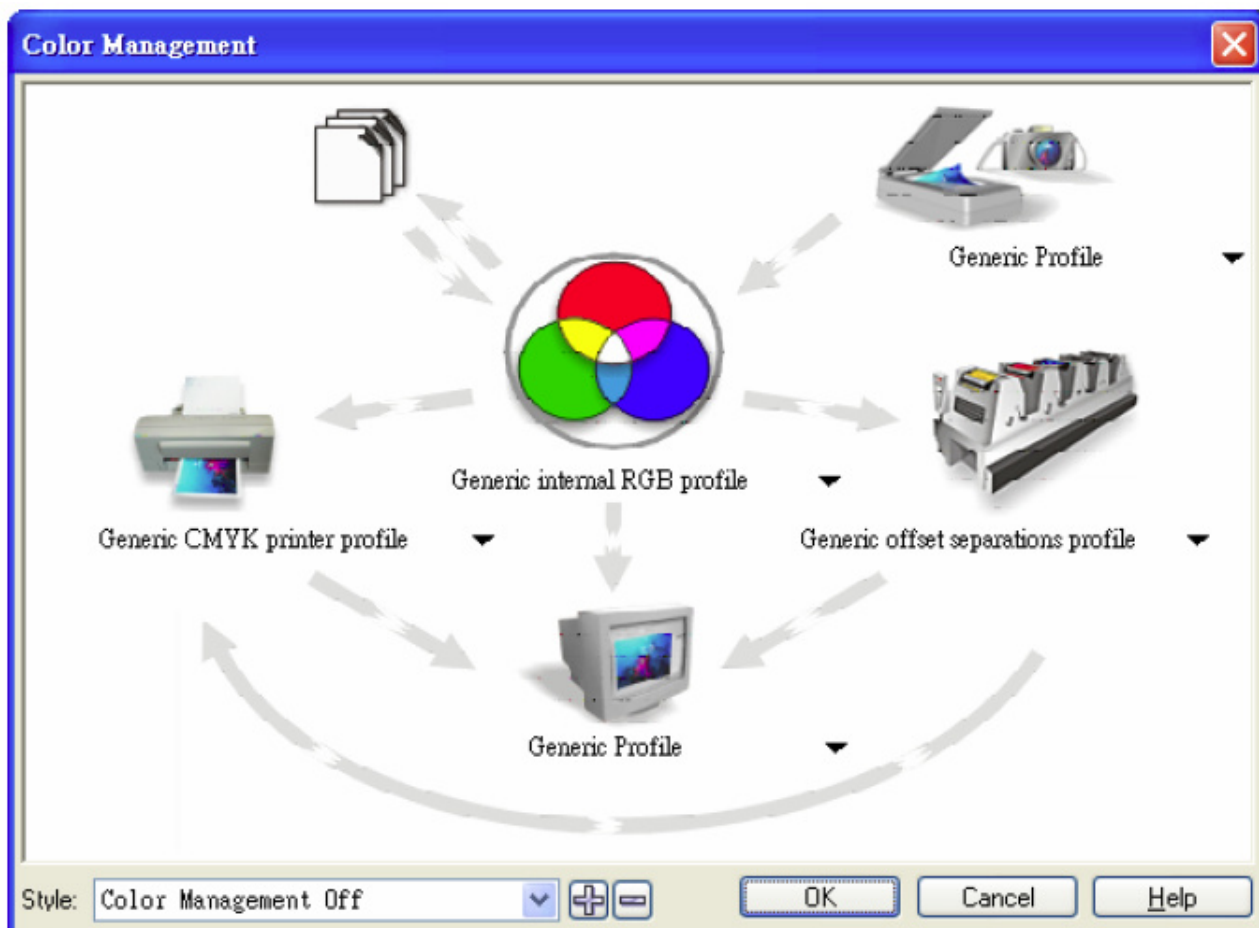 Color Management
Generic Profile
Generic internal RGB profile
Generic CMYK printer profile
Generic offset separations profile
Generic Profile
Style: Color Management Off
OK Cancel Help